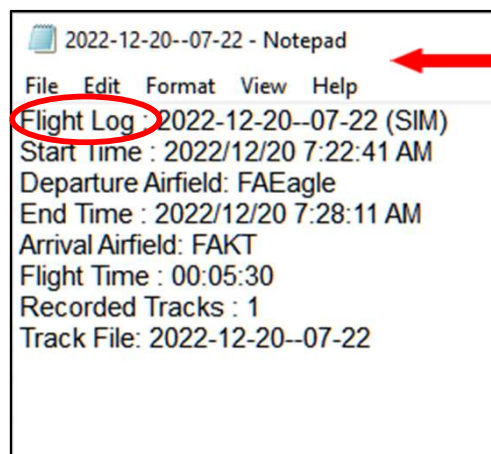 2022-12-20--07-22 - Notepad
File Edit Format View Help
Flight Log : 2022-12-20--07-22 (SIM)
Start Time : 2022/12/20 7:22:41 AM
Departure Airfield: FAEagle
End Time : 2022/12/20 7:28:11 AM
Arrival Airfield: FAKT
Flight Time : 00:05:30
Recorded Tracks : 1
Track File: 2022-12-20--07-22